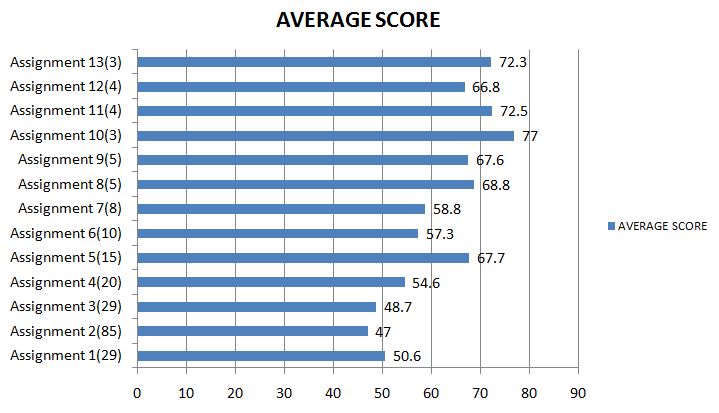 AVERAGE SCORE
Assignment 13(3) 72.3
Assignment 12(4) 66.8
Assignment 11(4) 72.5
Assignment 10(3) 77
Assignment 9(5) 67.6
Assignment 8(5) 68.8
Assignment 7(8) 58.8
Assignment 6(10) 57.3
Assignment 5(15) 67.7
Assignment 4(20) 54.6
Assignment 3(29) 48.7
Assignment 2(85) 47
Assignment 1(29) 50.6
0 10 20 30 40 50 60 70 80 90
AVERAGE SCORE